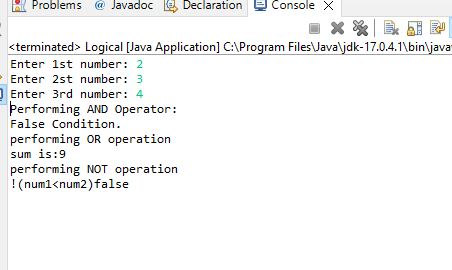 Problems @ Javadoc Declaration Console
<terminated> Logical [Java Application] C:\Program Files\Java\jdk-17.0.4.1\bin\java
Enter 1st number: 2
Enter 2st number: 3
Enter 3rd number: 4
Performing AND Operator:
False Condition.
performing OR operation
sum is:9
performing NOT operation
!(num1<num2)false